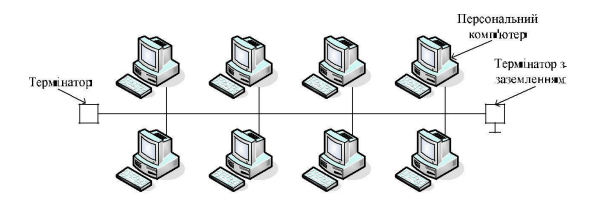 Персональний
комп'ютер
Термінатор
Термінатор з
заземленням